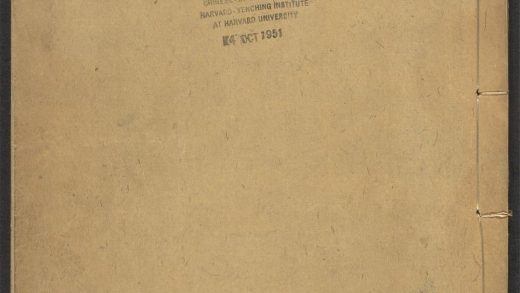 HARVARD-YENCHING INSTITUTE
AT HARVARD UNIVERSITY
OCT 1951